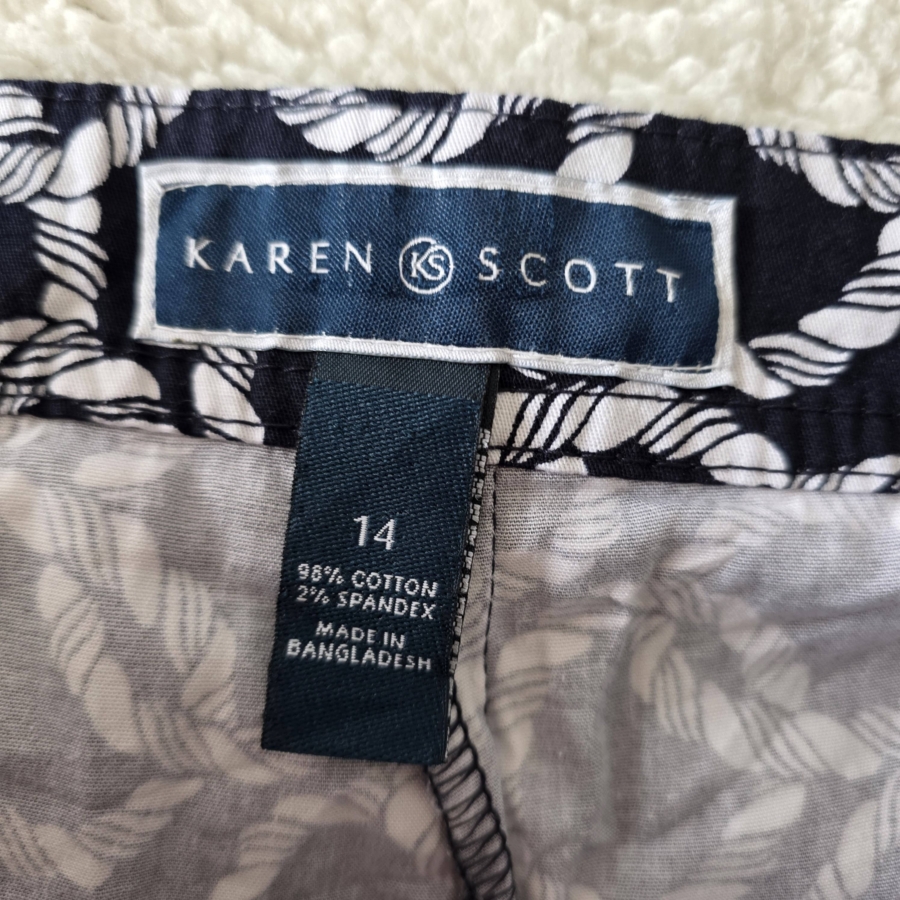 KAREN KS SCOTT
14
98% COTTON
2% SPANDEX
MADE IN
BANGLADESH